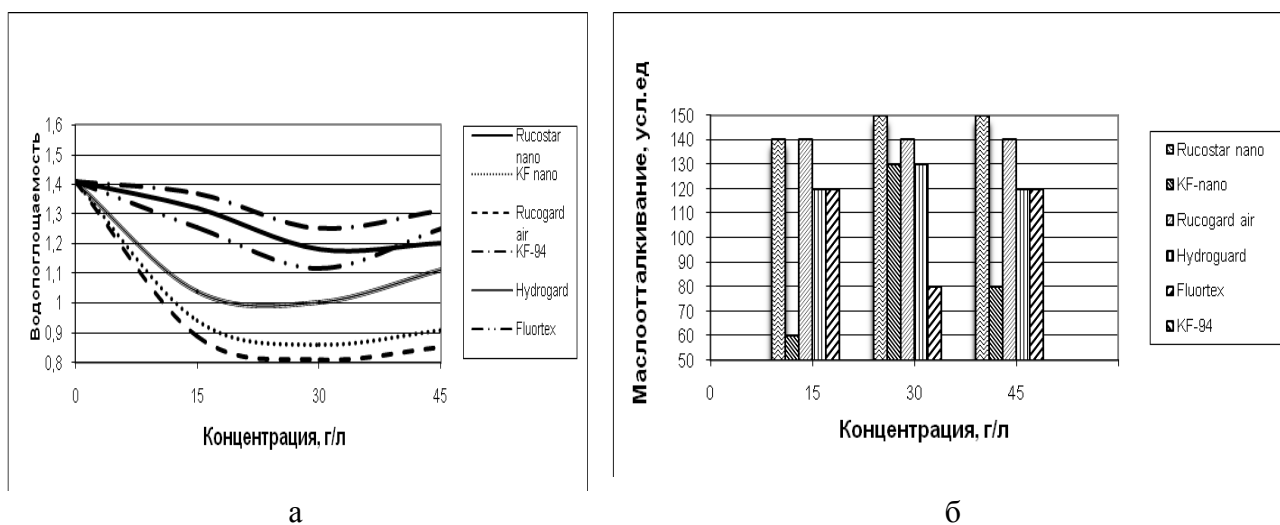 Водопоглощаемость
1,6
1,5
1,4
1,3
1,2
1,1
1
0,9
0,8
0
15
30
45
Концентрация, г/л
Rucostar
nano
KF nano
Rucogard
air
KF-94
Hydrogard
Fluortex
а
Маслоотталкивание, усл.ед
150
140
130
120
110
100
90
80
70
60
50
0
15
30
45
Концентрация, г/л
Rucostar nano
KF-nano
Rucogard air
Hydroguard
Fluortex
KF-94
б